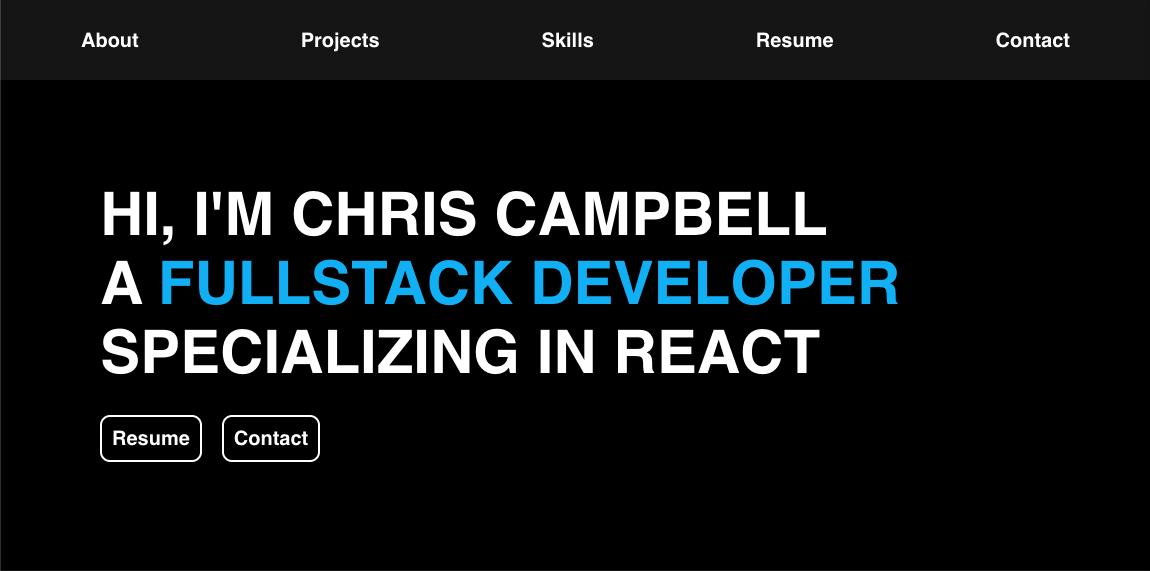 About Projects Skills Resume Contact
HI, I'M CHRIS CAMPBELL
A FULLSTACK DEVELOPER
SPECIALIZING IN REACT
Resume Contact